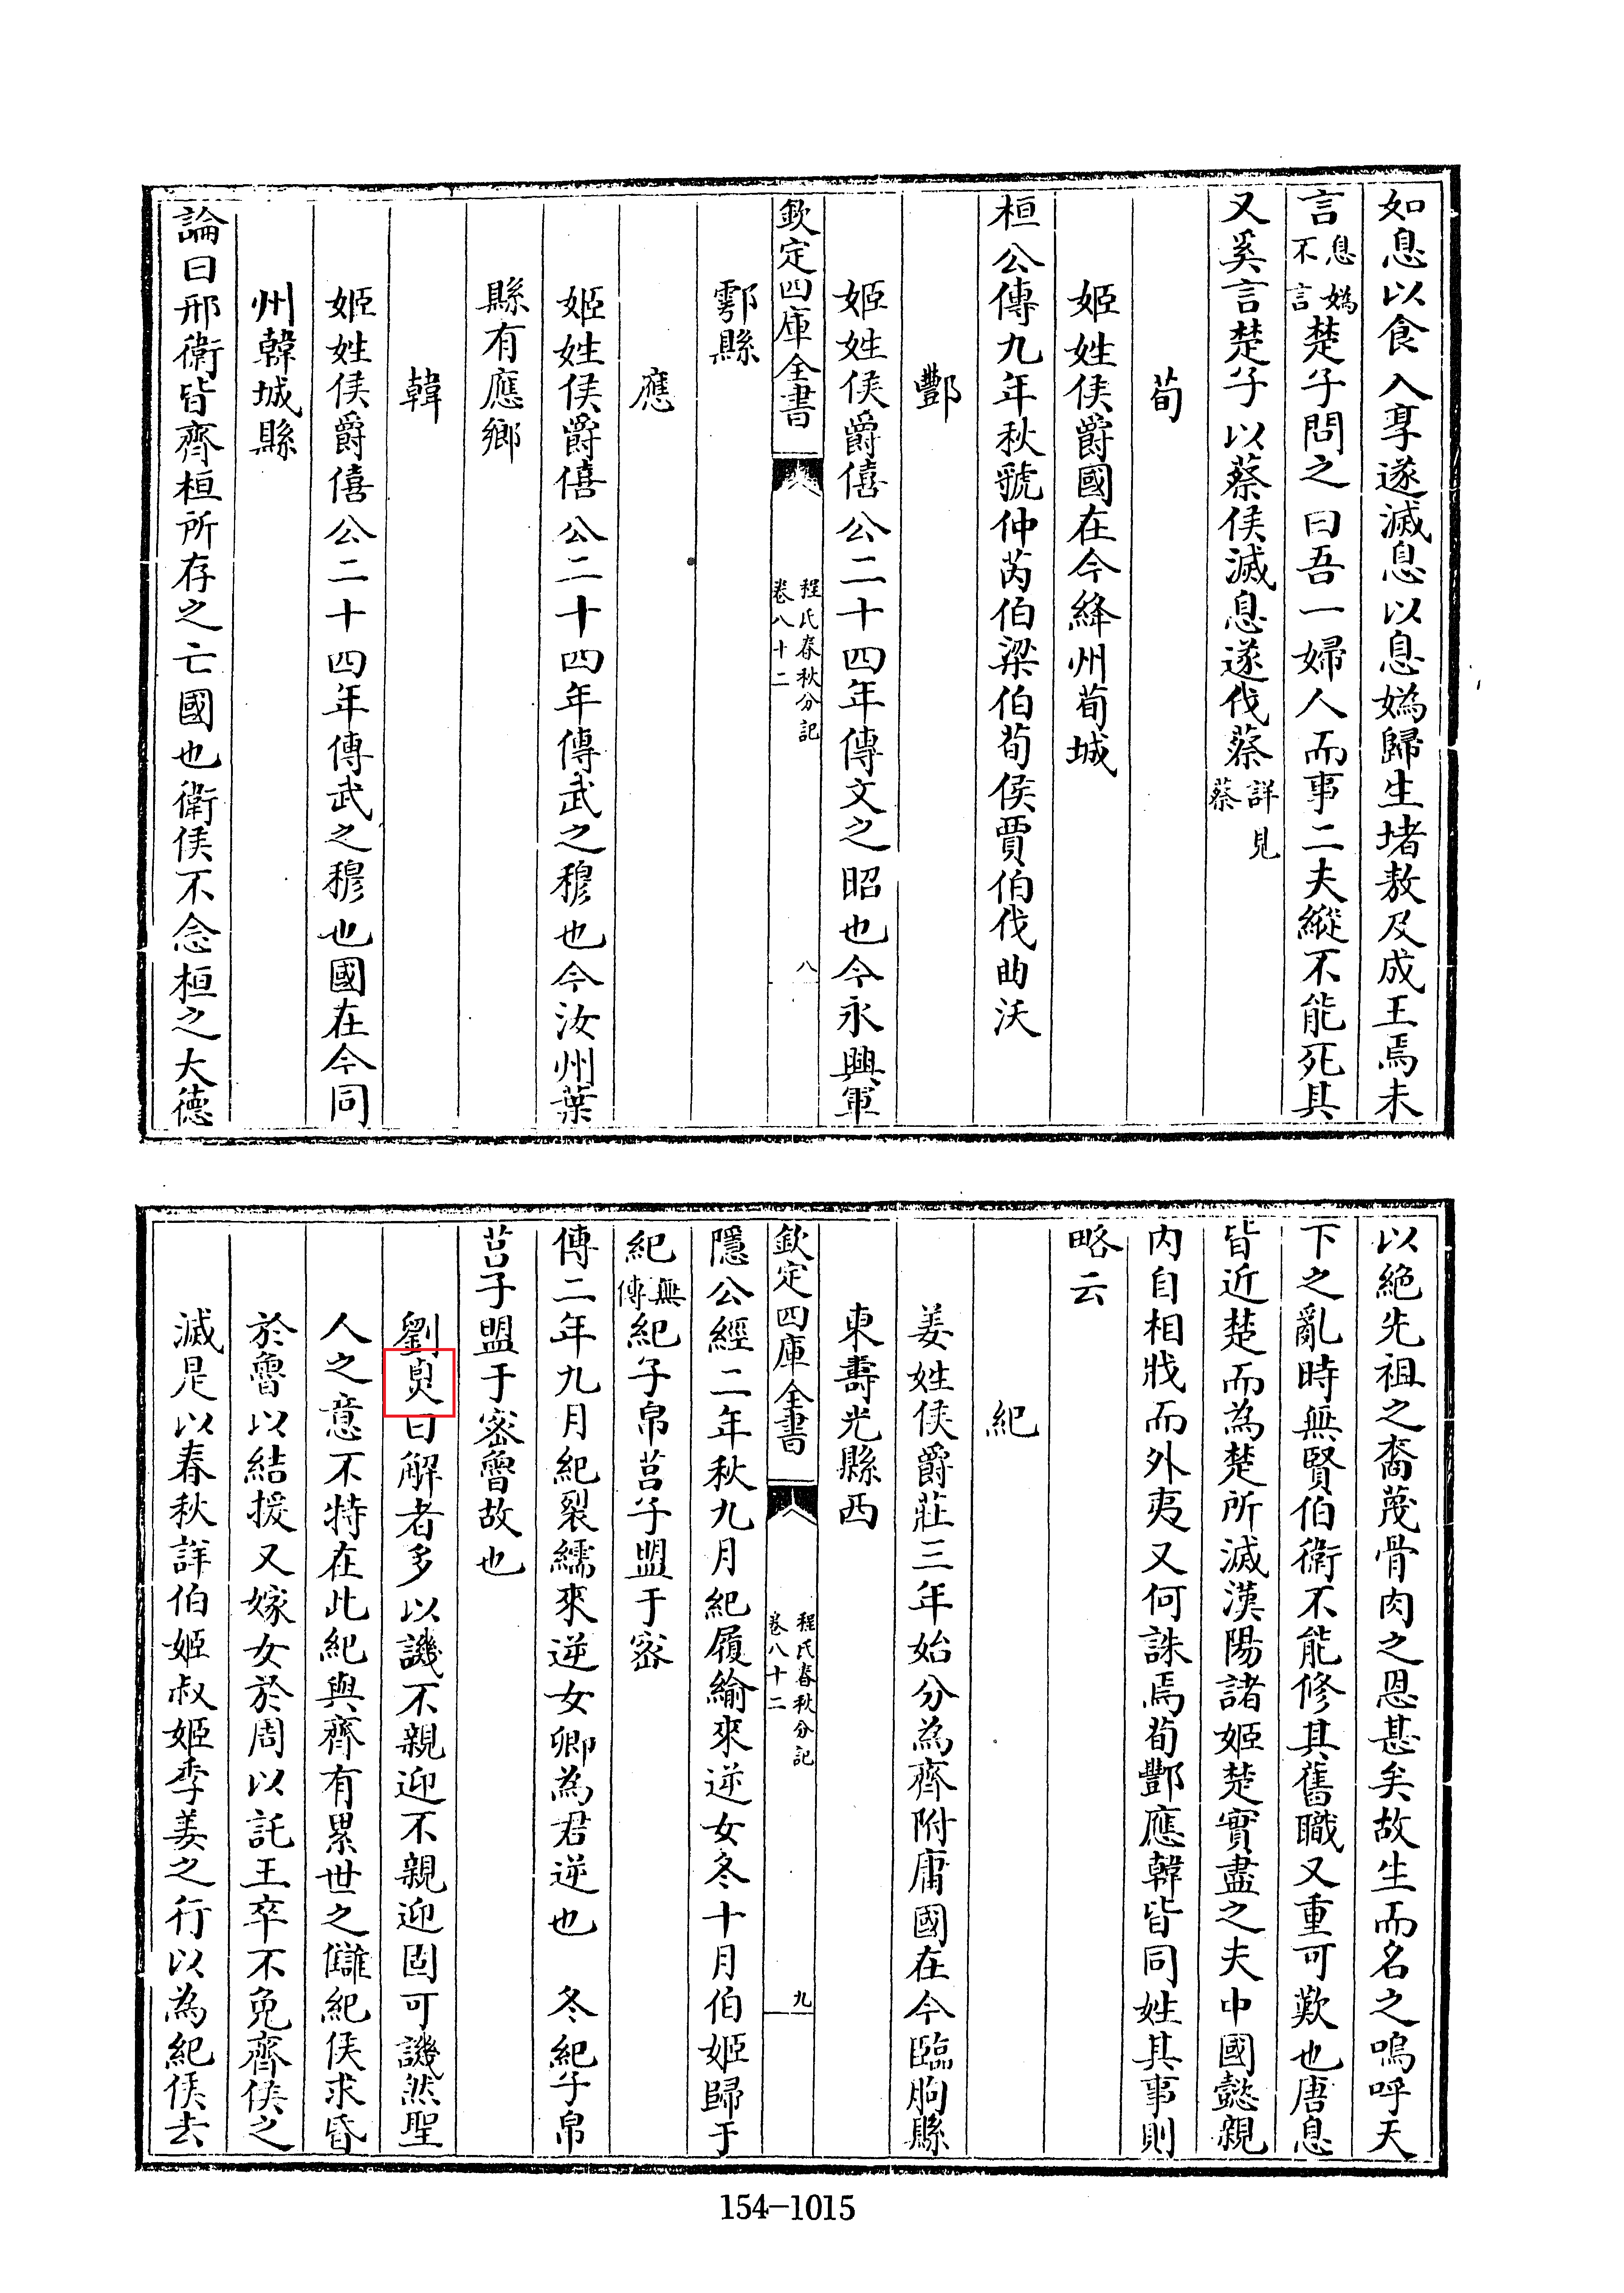 如息以食入享遂滅息以息媯歸生堵敖及成王焉未
言息媯不言楚子問之曰吾一婦人而事二夫縱不能死其
又奚言楚子以蔡侯滅息遂伐蔡詳見蔡
荀
姬姓侯爵國在今絳州荀城
桓公傳九年秋虢仲芮伯梁伯荀侯賈伯伐曲沃
酆
姬姓侯爵僖公二十四年傳文之昭也今永興軍
欽定四庫全書
程氏春秋分記
卷八十二
八
鄠縣
應
姬姓侯爵僖公二十四年傳武之穆也今汝州葉
縣有應鄉
韓
姬姓侯爵僖公二十四年傳武之穆也國在今同
州韓城縣
論曰邢衛皆齊桓所存之亡國也衛侯不念桓之大德
以絶先祖之裔蔑骨肉之恩甚矣故生而名之嗚呼天
下之亂時無賢伯衛不能修其舊職又重可歎也唐息
皆近楚而為楚所滅漢陽諸姬楚實盡之夫中國懿親
内自相戕而外夷又何誅焉荀酆應韓皆同姓其事則
略云
紀
姜姓侯爵莊三年始分為齊附庸國在今臨朐縣
東壽光縣西
欽定四庫全書
程氏春秋分記
卷八十二
九
隱公經二年秋九月紀履緰來逆女冬十月伯姬歸于
紀無傳紀子帛莒子盟于密
傳二年九月紀裂繻來逆女卿為君逆也　冬紀子帛
莒子盟于密魯故也
劉曰解者多以譏不親迎不親迎固可譏然聖
人之意不特在此紀與齊有累世之讎紀侯求昏
於魯以結援又嫁女於周以託王卒不免齊侯之
滅是以春秋詳伯姬叔姬季姜之行以為紀侯去
154-1015